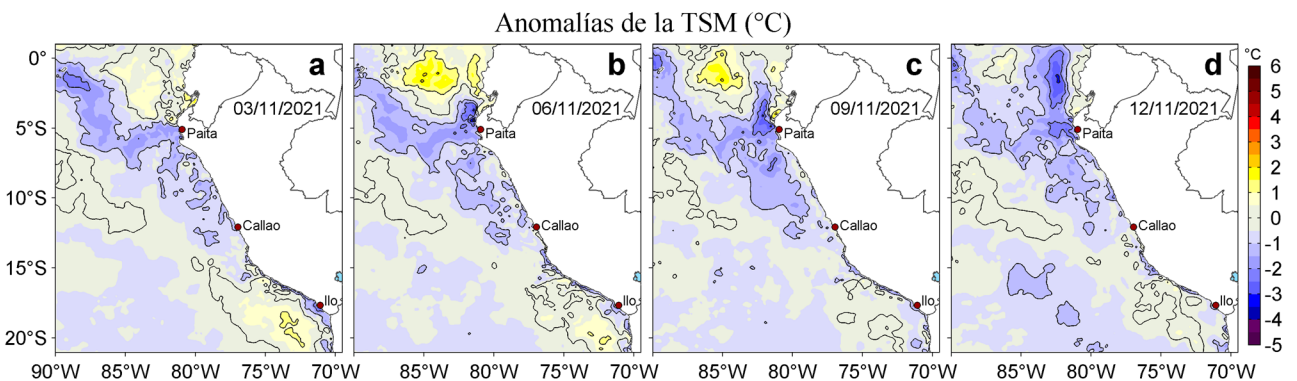 Anomalías de la TSM (°C)
a
03/11/2021
Paita
Callao
Ilo
b
06/11/2021
Paita
Callao
Ilo
c
09/11/2021
Paita
Callao
Ilo
d
12/11/2021
Paita
Callao
Ilo
0°
5°S
10°S
15°S
20°S
90°W 85°W 80°W 75°W 70°W
85°W 80°W 75°W 70°W
85°W 80°W 75°W 70°W
85°W 80°W 75°W 70°W
°C
6
5
4
3
2
1
0
-1
-2
-3
-4
-5